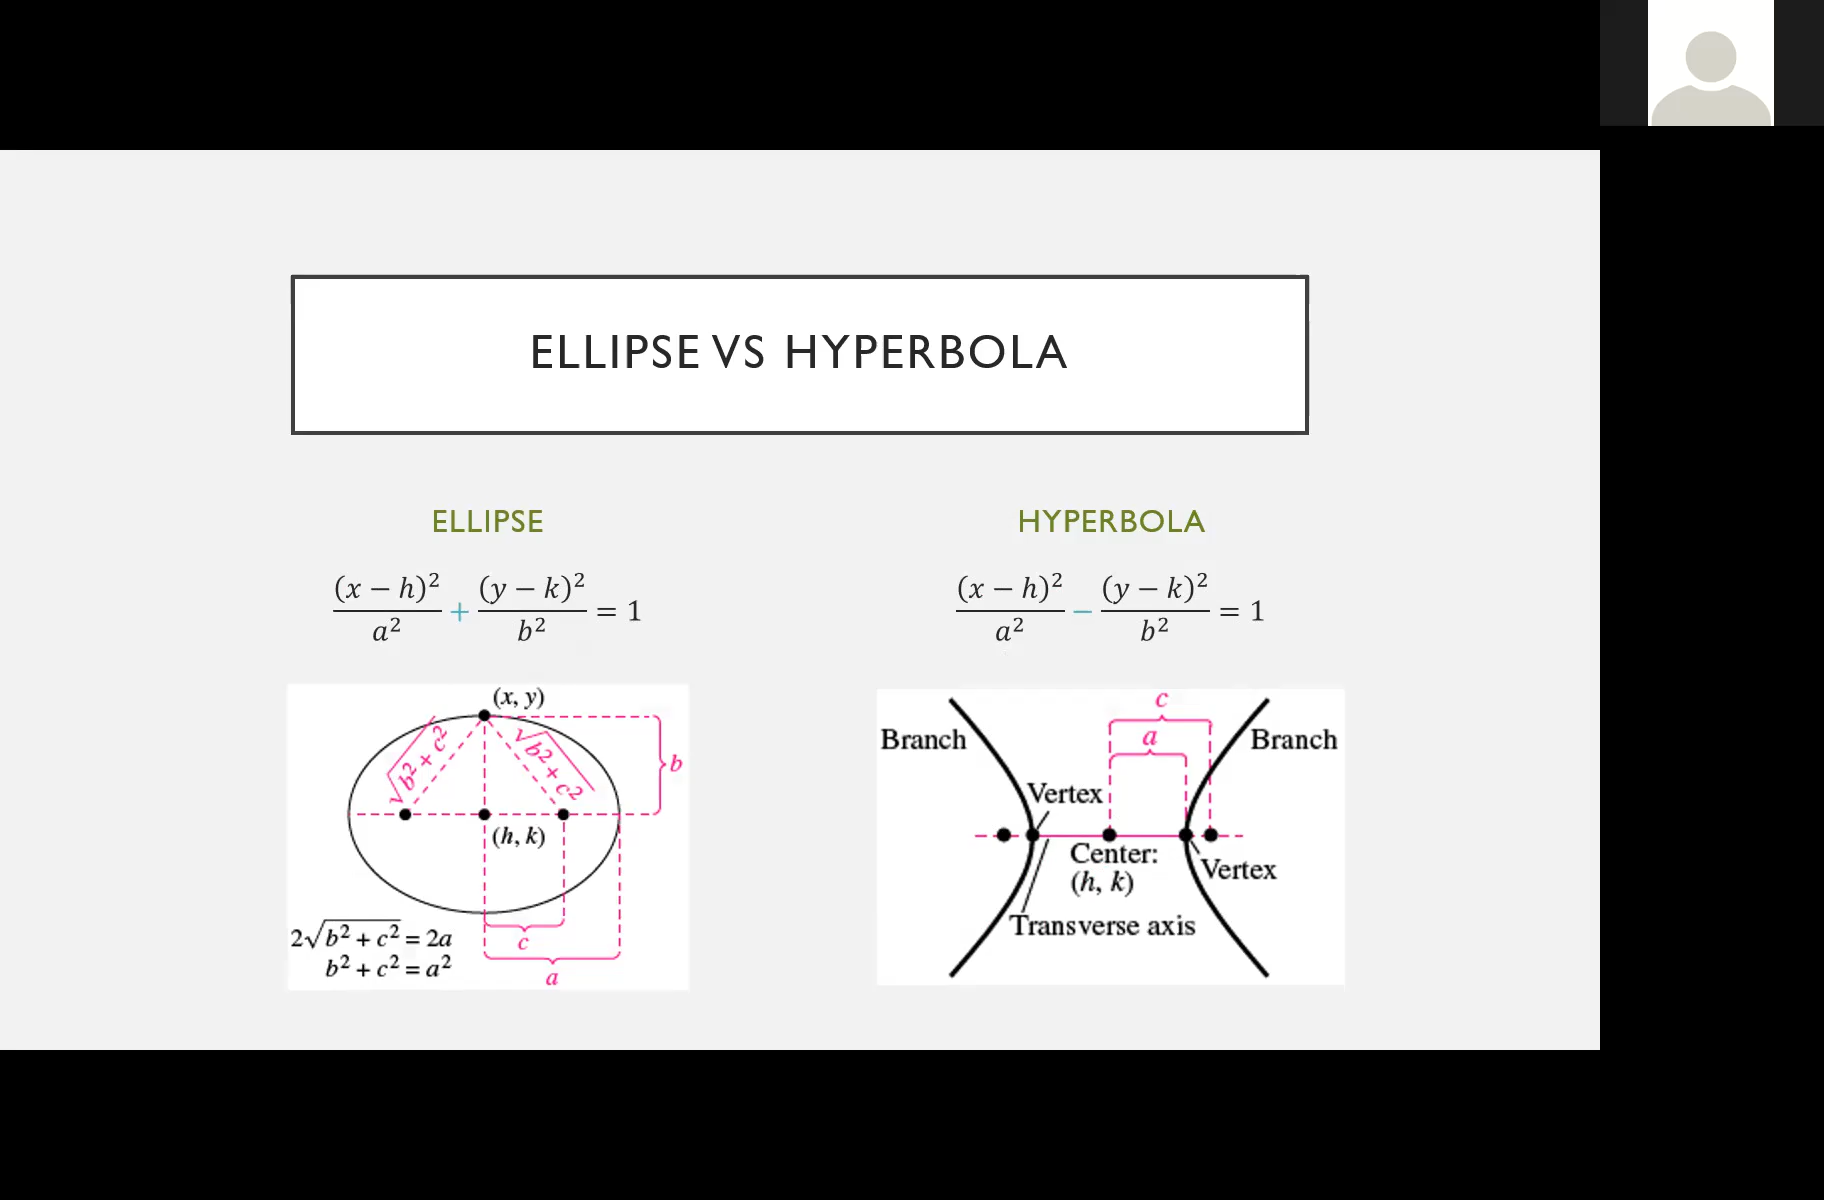 ELLIPSE VS HYPERBOLA
ELLIPSE
(x − h)²/a² + (y − k)²/b² = 1
(x, y)
√b² + c²
√b² + c²
b
(h, k)
c
a
2√b² + c² = 2a
b² + c² = a²
HYPERBOLA
(x − h)²/a² − (y − k)²/b² = 1
c
a
Branch
Branch
Vertex
Center:
(h, k)
Vertex
Transverse axis